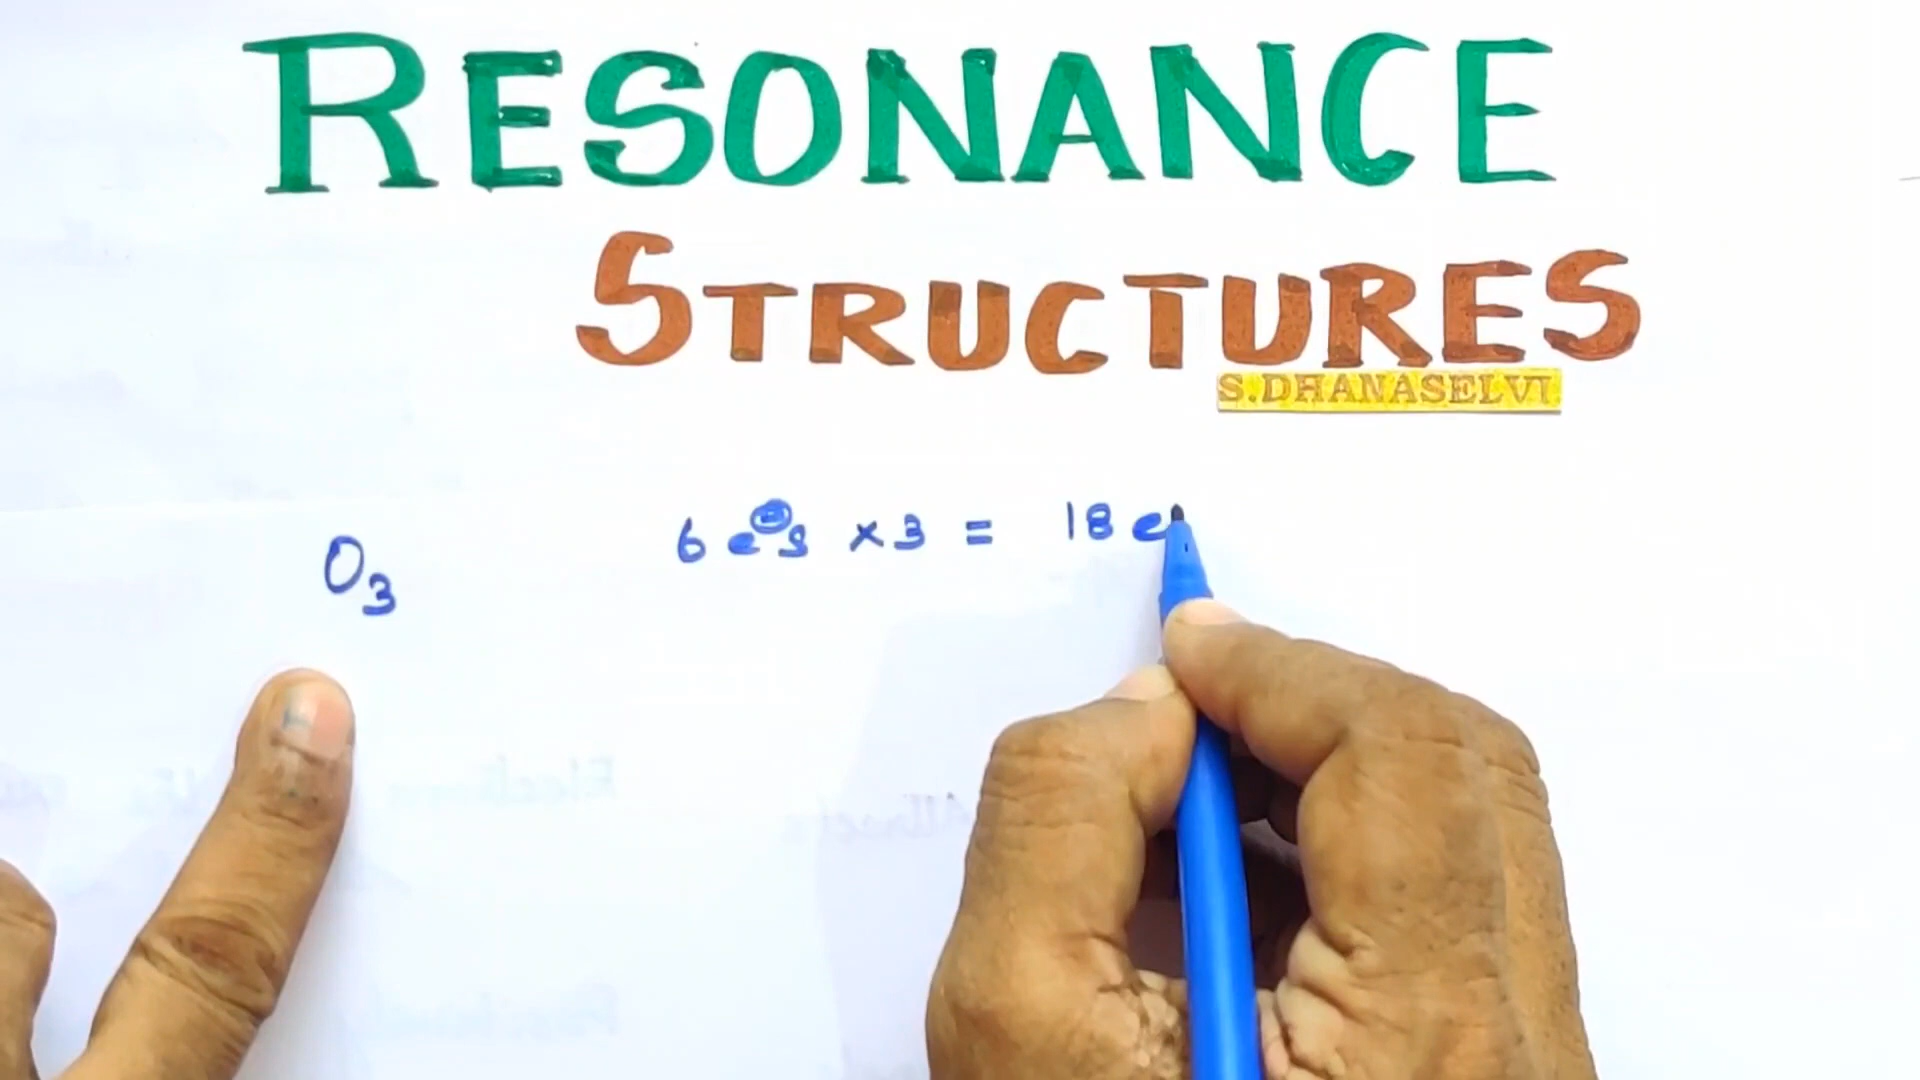 RESONANCE
STRUCTURES
S.DHANASELVI
O₃ 6 e⊖s ×3 = 18 e